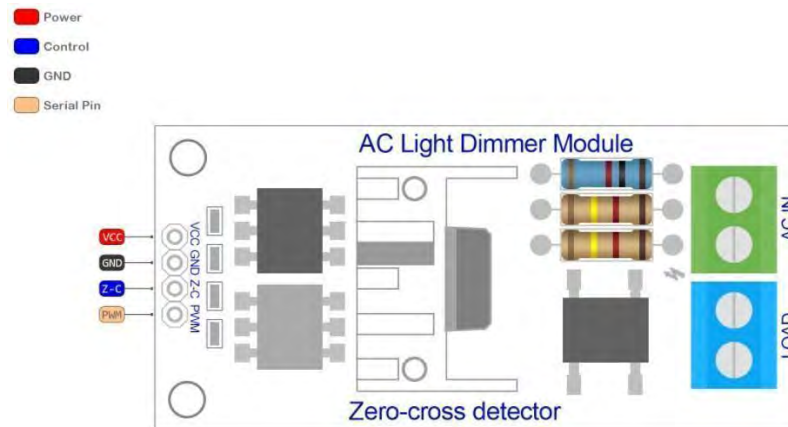 Power
Control
GND
Serial Pin
AC Light Dimmer Module
VCC
GND
Z-C
PWM
VCC GND Z-C PWM
AC IN
LOAD
Zero-cross detector